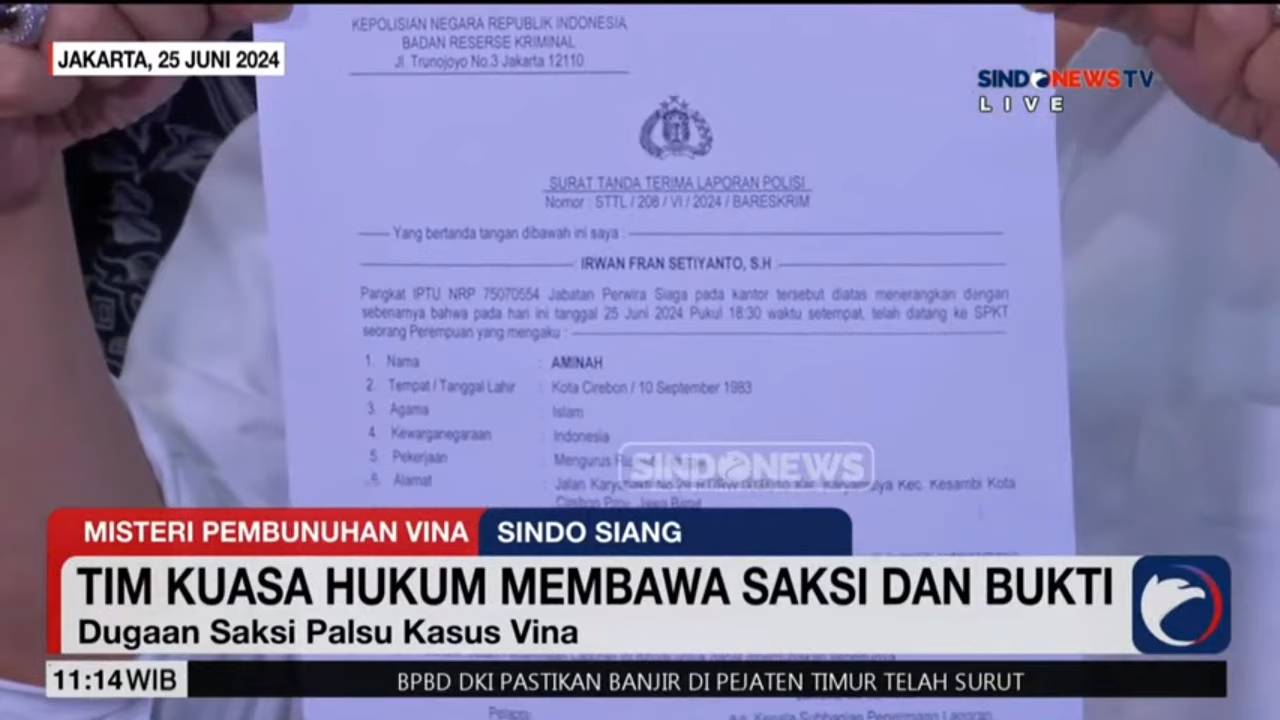 KEPOLISIAN NEGARA REPUBLIK INDONESIA
BADAN RESERSE KRIMINAL
Jl. Trunojoyo No.3 Jakarta 12110
JAKARTA, 25 JUNI 2024
SINDONEWSTV
LIVE
SURAT TANDA TERIMA LAPORAN POLISI
Nomor : STTL / 208 / VI / 2024 / BARESKRIM
Yang bertanda tangan dibawah ini saya :
IRWAN FRAN SETIYANTO, S.H
Pangkat IPTU NRP 75070554 Jabatan Perwira Siaga pada kantor tersebut diatas menerangkan dengan
sebenarnya bahwa pada hari ini tanggal 25 Juni 2024 Pukul 18:30 waktu setempat, telah datang ke SPKT
seorang Perempuan yang mengaku :
1. Nama : AMINAH
2. Tempat / Tanggal Lahir : Kota Cirebon / 10 September 1983
3. Agama : Islam
4. Kewarganegaraan : Indonesia
5. Pekerjaan : Mengurus
SINDONEWS
6. Alamat : Jalan Kec. Kesambi Kota
Cirebon Jawa Barat
MISTERI PEMBUNUHAN VINA
SINDO SIANG
TIM KUASA HUKUM MEMBAWA SAKSI DAN BUKTI
Dugaan Saksi Palsu Kasus Vina
11:14 WIB
BPBD DKI PASTIKAN BANJIR DI PEJATEN TIMUR TELAH SURUT